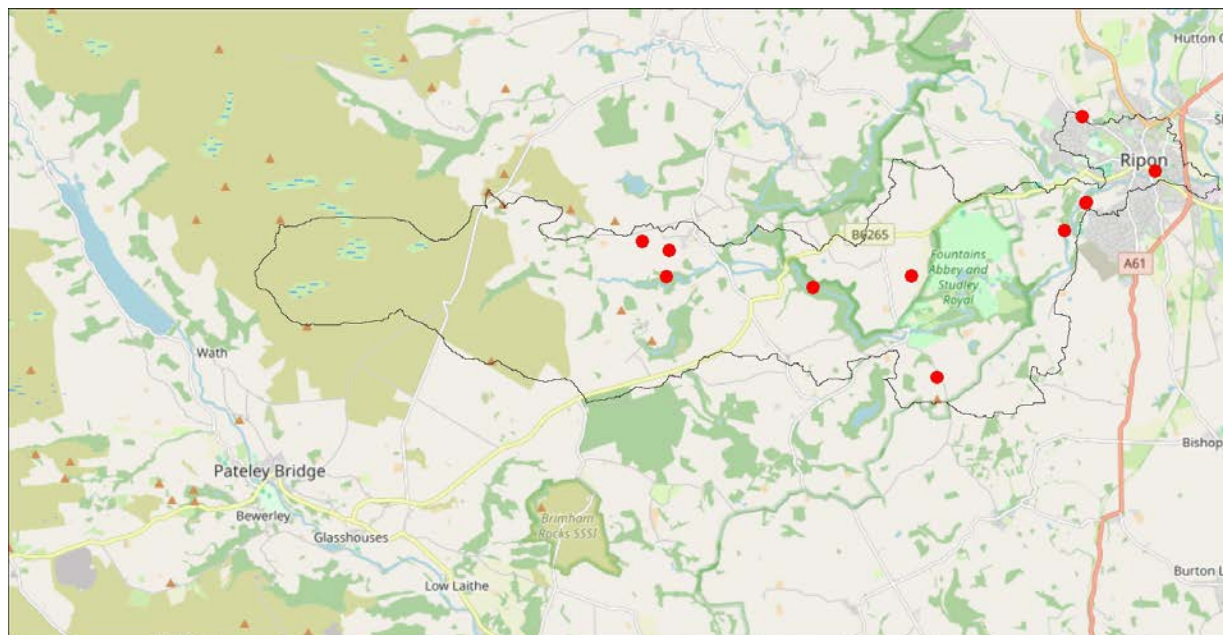 Hutton C
Ripon
B6265
Fountains
Abbey and
Studley
Royal
A61
Wath
Pateley Bridge
Bewerley
Glasshouses
Brimham
Rocks SSSI
Low Laithe
Bishop
Burton L